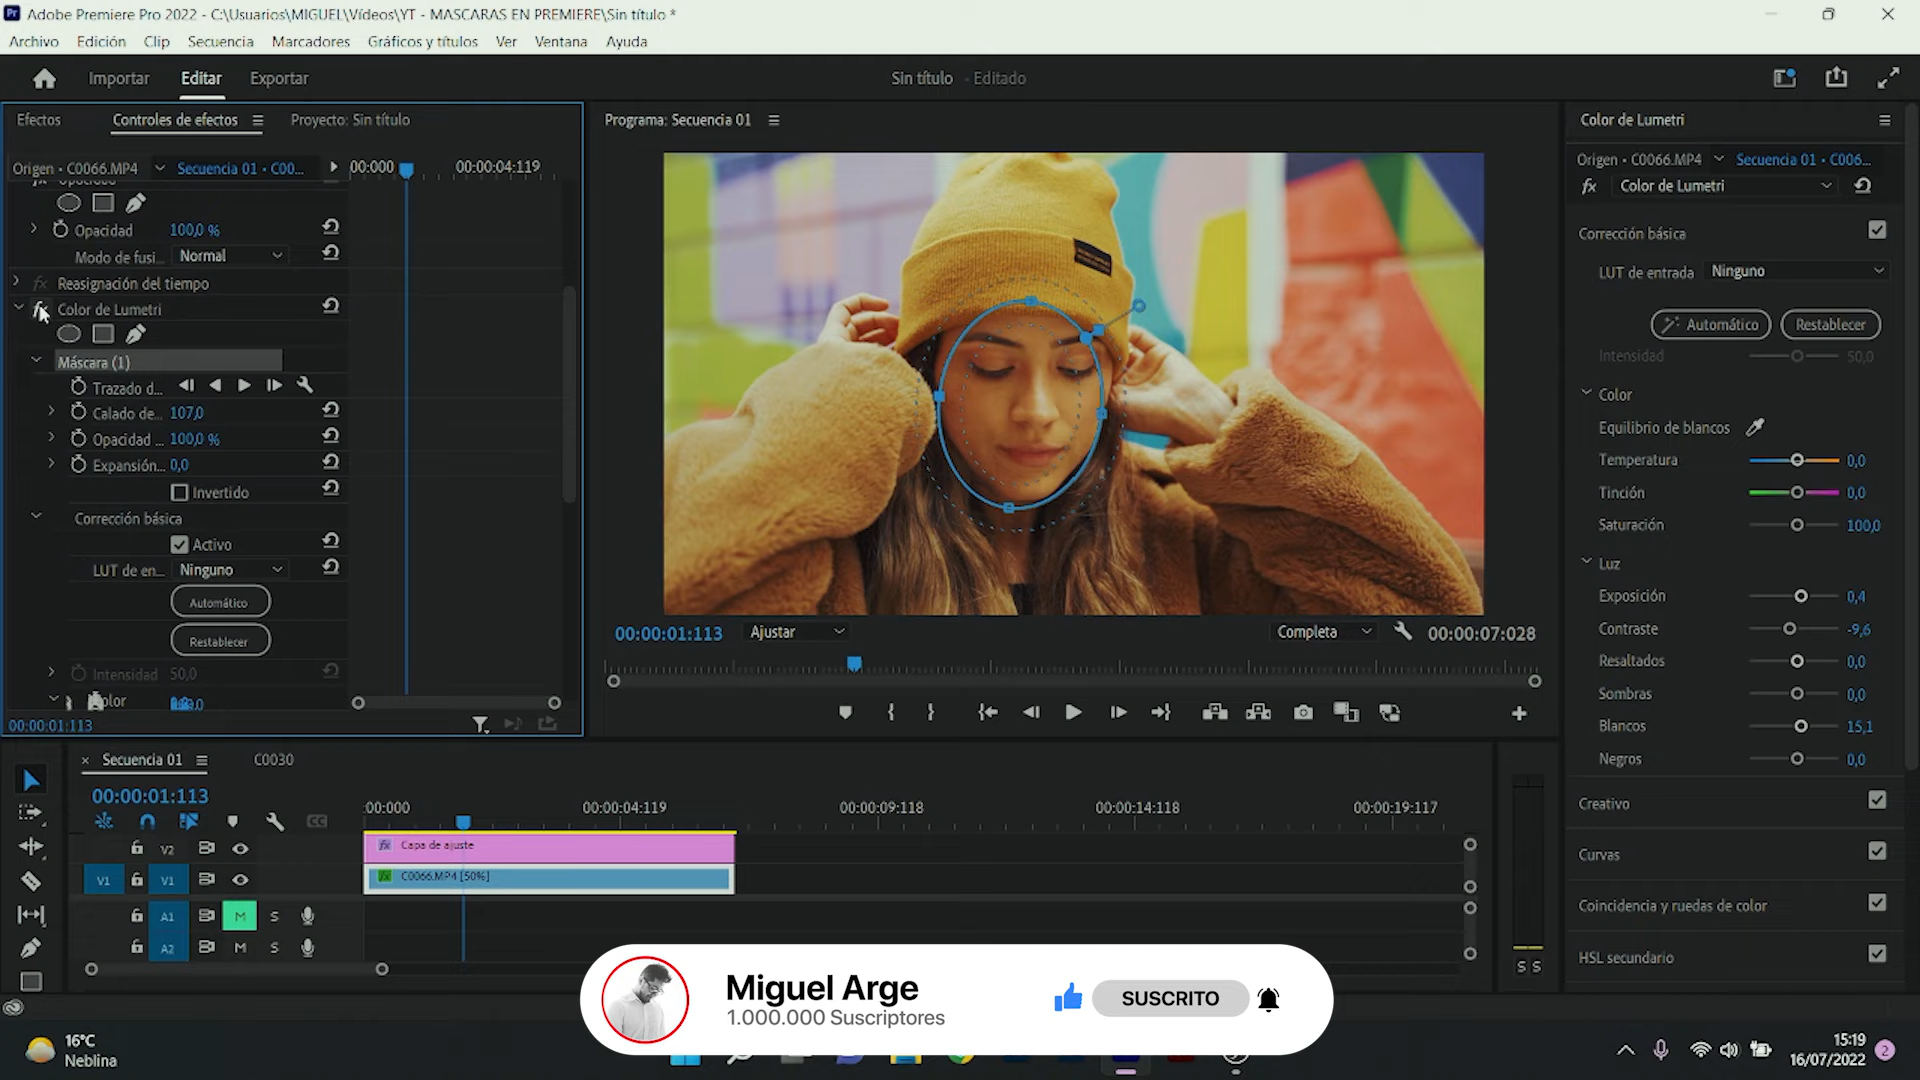 Adobe Premiere Pro 2022 - C:\Usuarios\MIGUEL\Vídeos\YT - MASCARAS EN PREMIERE\Sin título *
Archivo Edición Clip Secuencia Marcadores Gráficos y títulos Ver Ventana Ayuda
Importar Editar Exportar
Sin título - Editado
Efectos Controles de efectos Proyecto: Sin título
Origen • C0066.MP4 Secuencia 01 • C00... 00:000 00:00:04:119
Opacidad
Opacidad 100,0 %
Modo de fusi... Normal
Reasignación del tiempo
Color de Lumetri
Máscara (1)
Trazado d...
Calado de... 107,0
Opacidad ... 100,0 %
Expansión... 0,0
Invertido
Corrección básica
Activo
LUT de en... Ninguno
Automático
Restablecer
Intensidad 50,0
00:00:01:113
Programa: Secuencia 01
00:00:01:113 Ajustar Completa 00:00:07:028
Color de Lumetri
Origen • C0066.MP4 Secuencia 01 • C006...
fx Color de Lumetri
Corrección básica
LUT de entrada Ninguno
Automático Restablecer
Intensidad 50,0
Color
Equilibrio de blancos
Temperatura 0,0
Tinción 0,0
Saturación 100,0
Luz
Exposición 0,4
Contraste -9,6
Resaltados 0,0
Sombras 0,0
Blancos 15,1
Negros 0,0
Creativo
Curvas
Coincidencia y ruedas de color
HSL secundario
× Secuencia 01 C0030
00:00:01:113
:00:000 00:00:04:119 00:00:09:118 00:00:14:118 00:00:19:117
V2 fx Capa de ajuste
V1 V1 fx C0066.MP4 [50%]
A1 M S
A2 M S
S S
Miguel Arge
1.000.000 Suscriptores
SUSCRITO
16°C
Neblina
15:19
16/07/2022
2